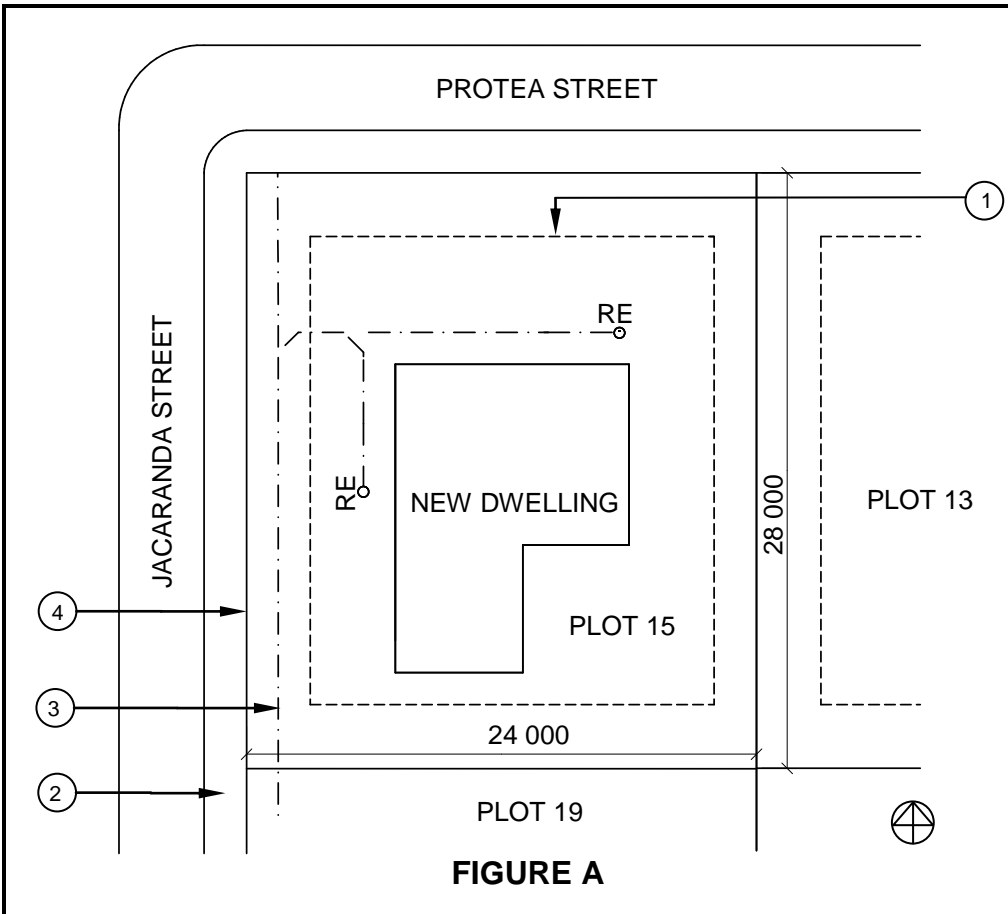 PROTEA STREET
1
RE
JACARANDA STREET
RE
NEW DWELLING
28 000
PLOT 13
4
PLOT 15
3
24 000
2
PLOT 19
FIGURE A